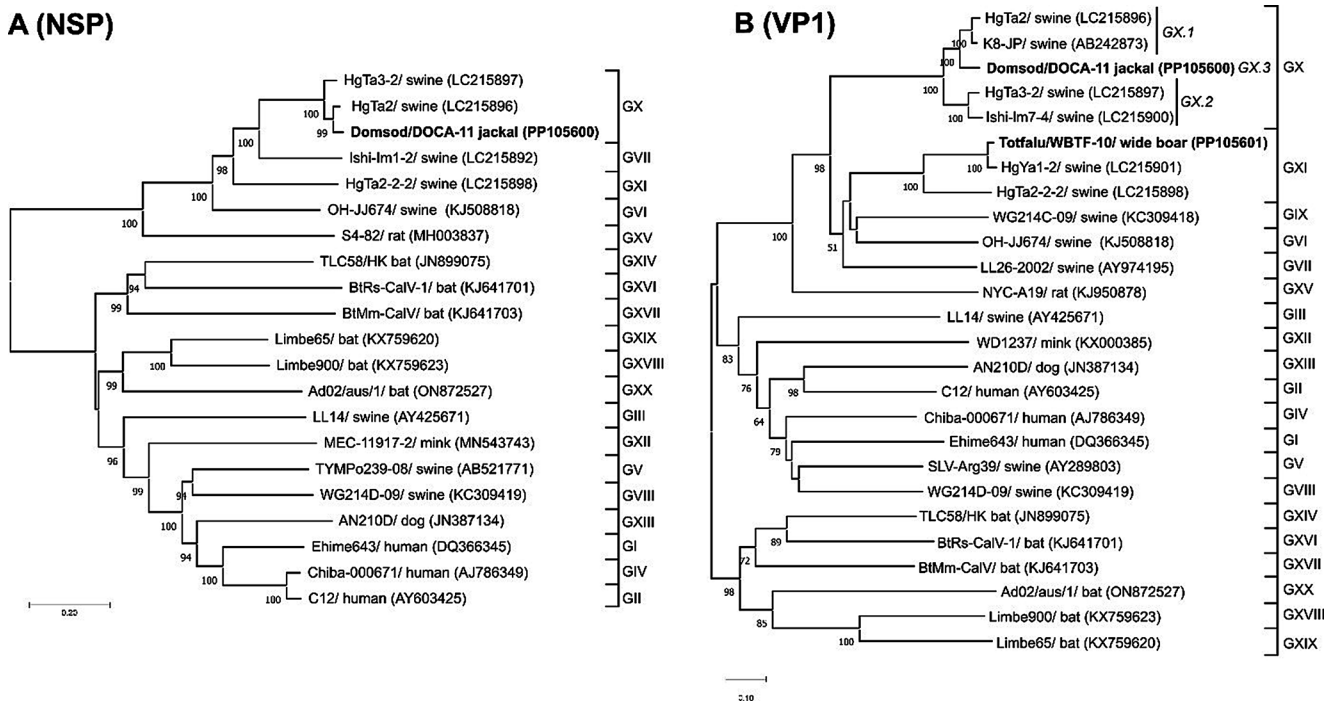 A (NSP)
HgTa3-2/ swine (LC215897)
HgTa2/ swine (LC215896)
Domsod/DOCA-11 jackal (PP105600)
Ishi-Im1-2/ swine (LC215892)
HgTa2-2-2/ swine (LC215898)
OH-JJ674/ swine (KJ508818)
S4-82/ rat (MH003837)
TLC58/HK bat (JN899075)
BtRs-CalV-1/ bat (KJ641701)
BtMm-CalV/ bat (KJ641703)
Limbe65/ bat (KX759620)
Limbe900/ bat (KX759623)
Ad02/aus/1/ bat (ON872527)
LL14/ swine (AY425671)
MEC-11917-2/ mink (MN543743)
TYMPo239-08/ swine (AB521771)
WG214D-09/ swine (KC309419)
AN210D/ dog (JN387134)
Ehime643/ human (DQ366345)
Chiba-000671/ human (AJ786349)
C12/ human (AY603425)
GX
GVII
GXI
GVI
GXV
GXIV
GXVI
GXVII
GXIX
GXVIII
GXX
GIII
GXII
GV
GVIII
GXIII
GI
GIV
GII
100
99
100
98
100
100
94
99
100
99
96
99
94
100
94
100
100
0.20
B (VP1)
HgTa2/ swine (LC215896)
K8-JP/ swine (AB242873)
Domsod/DOCA-11 jackal (PP105600) GX.3
HgTa3-2/ swine (LC215897)
Ishi-Im7-4/ swine (LC215900)
Totfalu/WBTF-10/ wide boar (PP105601)
HgYa1-2/ swine (LC215901)
HgTa2-2-2/ swine (LC215898)
WG214C-09/ swine (KC309418)
OH-JJ674/ swine (KJ508818)
LL26-2002/ swine (AY974195)
NYC-A19/ rat (KJ950878)
LL14/ swine (AY425671)
WD1237/ mink (KX000385)
AN210D/ dog (JN387134)
C12/ human (AY603425)
Chiba-000671/ human (AJ786349)
Ehime643/ human (DQ366345)
SLV-Arg39/ swine (AY289803)
WG214D-09/ swine (KC309419)
TLC58/HK bat (JN899075)
BtRs-CalV-1/ bat (KJ641701)
BtMm-CalV/ bat (KJ641703)
Ad02/aus/1/ bat (ON872527)
Limbe900/ bat (KX759623)
Limbe65/ bat (KX759620)
GX.1
GX.2
GX
GXI
GIX
GVI
GVII
GXV
GIII
GXII
GXIII
GII
GIV
GI
GV
GVIII
GXIV
GXVI
GXVII
GXX
GXVIII
GXIX
100
100
100
100
100
100
98
51
100
83
76
98
64
79
89
72
98
85
100
0.10